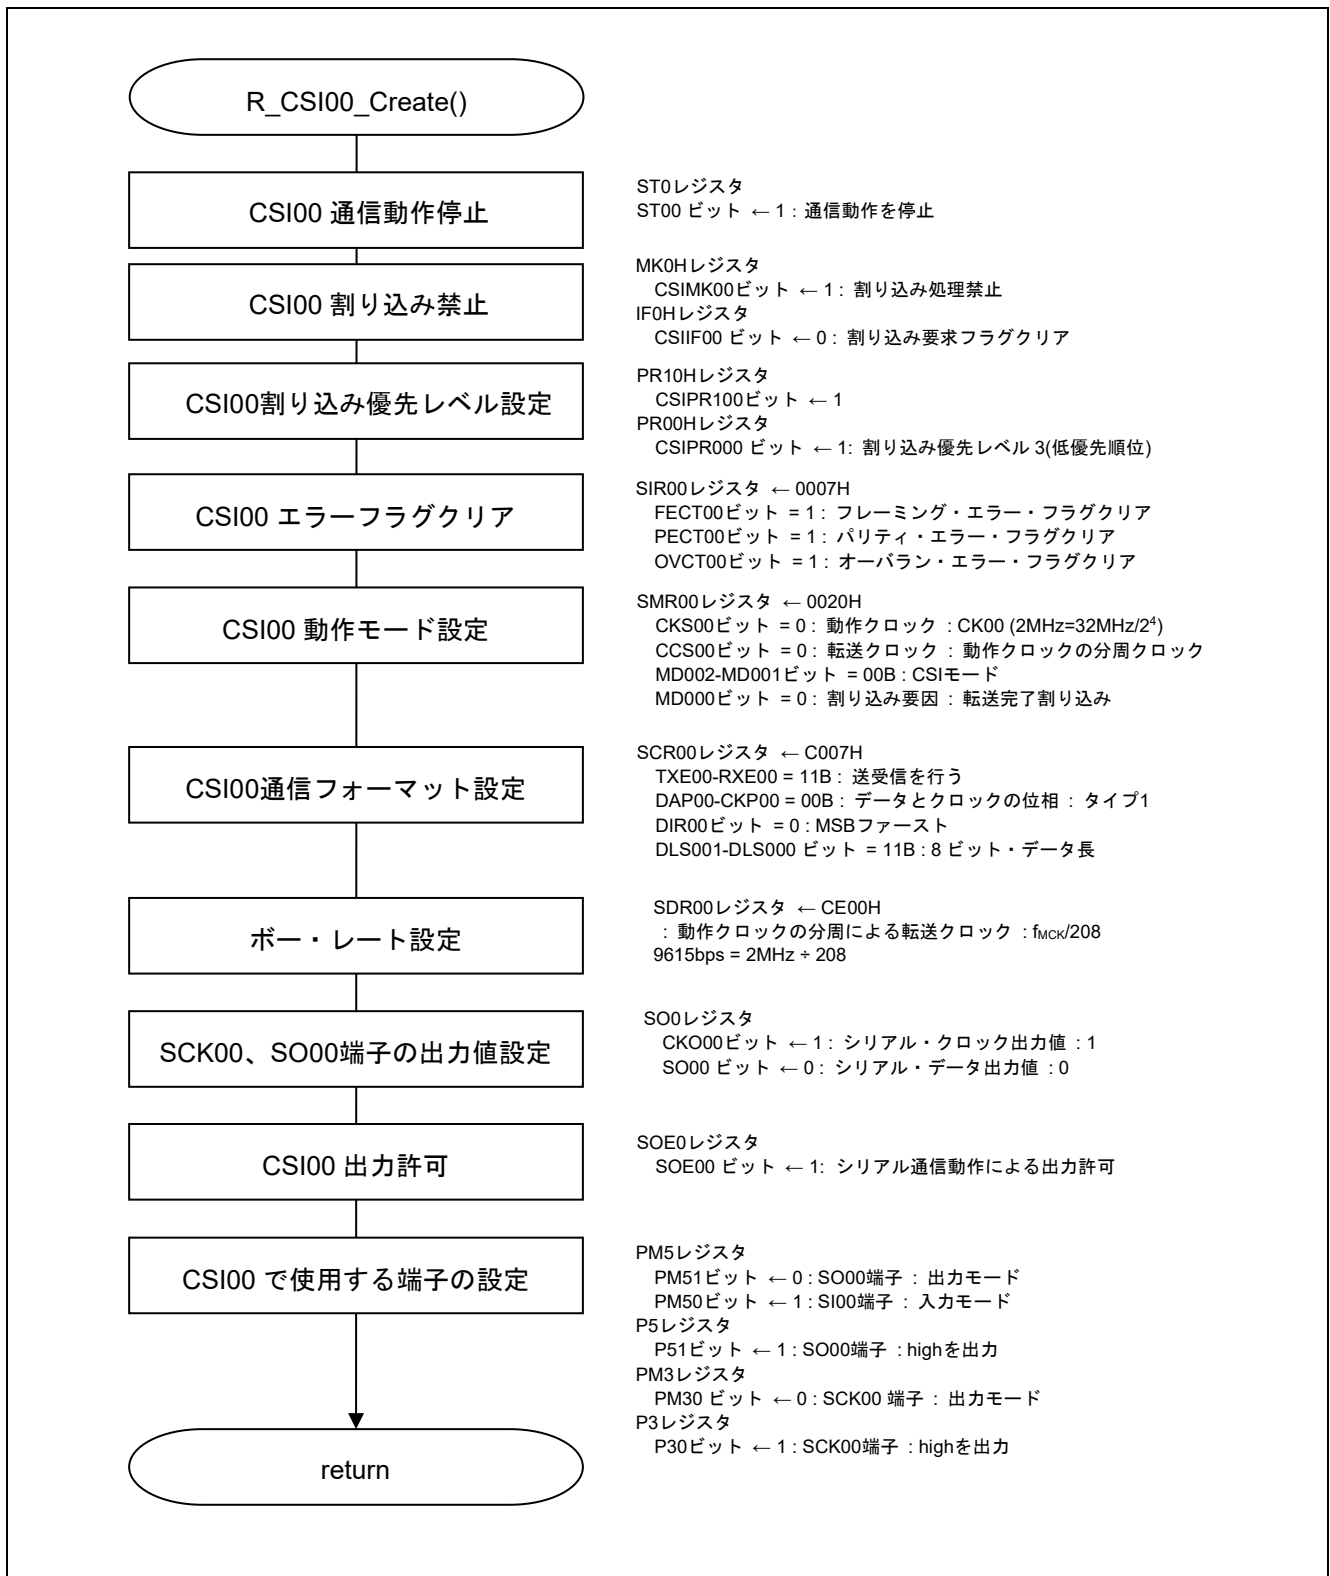 R_CSI00_Create()
CSI00 通信動作停止
ST0レジスタ
ST00 ビット ← 1 : 通信動作を停止
CSI00 割り込み禁止
MK0Hレジスタ
CSIMK00ビット ← 1 : 割り込み処理禁止
IF0Hレジスタ
CSIIF00 ビット ← 0 : 割り込み要求フラグクリア
CSI00割り込み優先レベル設定
PR10Hレジスタ
CSIPR100ビット ← 1
PR00Hレジスタ
CSIPR000 ビット ← 1: 割り込み優先レベル 3(低優先順位)
CSI00 エラーフラグクリア
SIR00レジスタ ← 0007H
FECT00ビット = 1 : フレーミング・エラー・フラグクリア
PECT00ビット = 1 : パリティ・エラー・フラグクリア
OVCT00ビット = 1 : オーバラン・エラー・フラグクリア
CSI00 動作モード設定
SMR00レジスタ ← 0020H
CKS00ビット = 0 : 動作クロック : CK00 (2MHz=32MHz/2⁴)
CCS00ビット = 0 : 転送クロック : 動作クロックの分周クロック
MD002-MD001ビット = 00B : CSIモード
MD000ビット = 0 : 割り込み要因 : 転送完了割り込み
CSI00通信フォーマット設定
SCR00レジスタ ← C007H
TXE00-RXE00 = 11B : 送受信を行う
DAP00-CKP00 = 00B : データとクロックの位相 : タイプ1
DIR00ビット = 0 : MSBファースト
DLS001-DLS000 ビット = 11B : 8 ビット・データ長
ボー・レート設定
SDR00レジスタ ← CE00H
: 動作クロックの分周による転送クロック : fMCK/208
9615bps = 2MHz ÷ 208
SCK00、SO00端子の出力値設定
SO0レジスタ
CKO00ビット ← 1 : シリアル・クロック出力値 : 1
SO00 ビット ← 0 : シリアル・データ出力値 : 0
CSI00 出力許可
SOE0レジスタ
SOE00 ビット ← 1: シリアル通信動作による出力許可
CSI00 で使用する端子の設定
PM5レジスタ
PM51ビット ← 0 : SO00端子 : 出力モード
PM50ビット ← 1 : SI00端子 : 入力モード
P5レジスタ
P51ビット ← 1 : SO00端子 : highを出力
PM3レジスタ
PM30 ビット ← 0 : SCK00 端子 : 出力モード
P3レジスタ
P30ビット ← 1 : SCK00端子 : highを出力
return